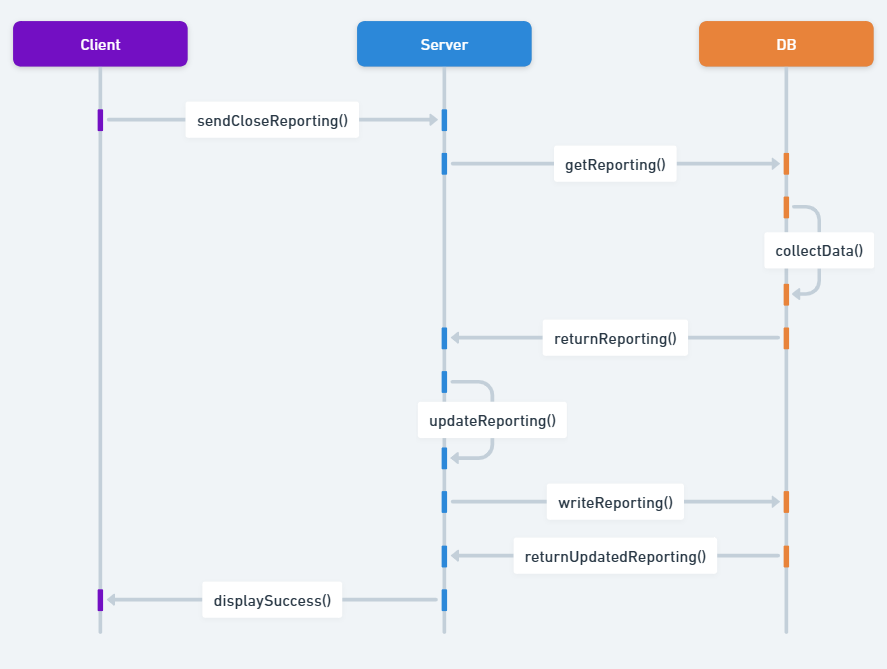 Client
Server
DB
sendCloseReporting()
getReporting()
collectData()
returnReporting()
updateReporting()
writeReporting()
returnUpdatedReporting()
displaySuccess()